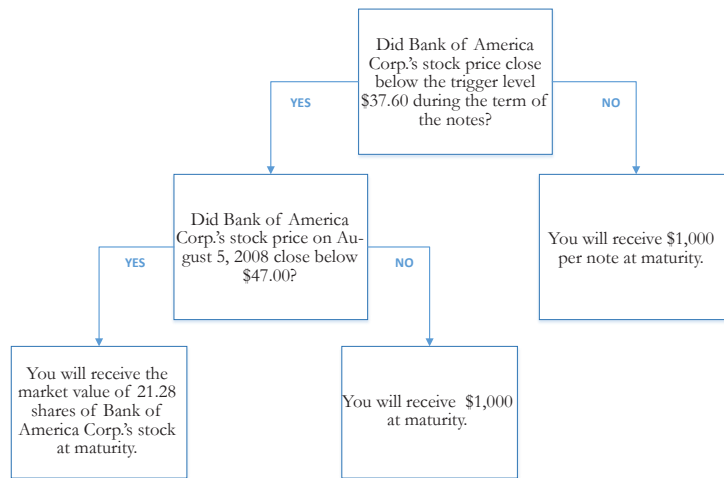 Did Bank of America
Corp.'s stock price close
below the trigger level
$37.60 during the term of
the notes?
YES
NO
Did Bank of America
Corp.'s stock price on Au-
gust 5, 2008 close below
$47.00?
You will receive $1,000
per note at maturity.
YES
NO
You will receive the
market value of 21.28
shares of Bank of
America Corp.'s stock
at maturity.
You will receive $1,000
at maturity.